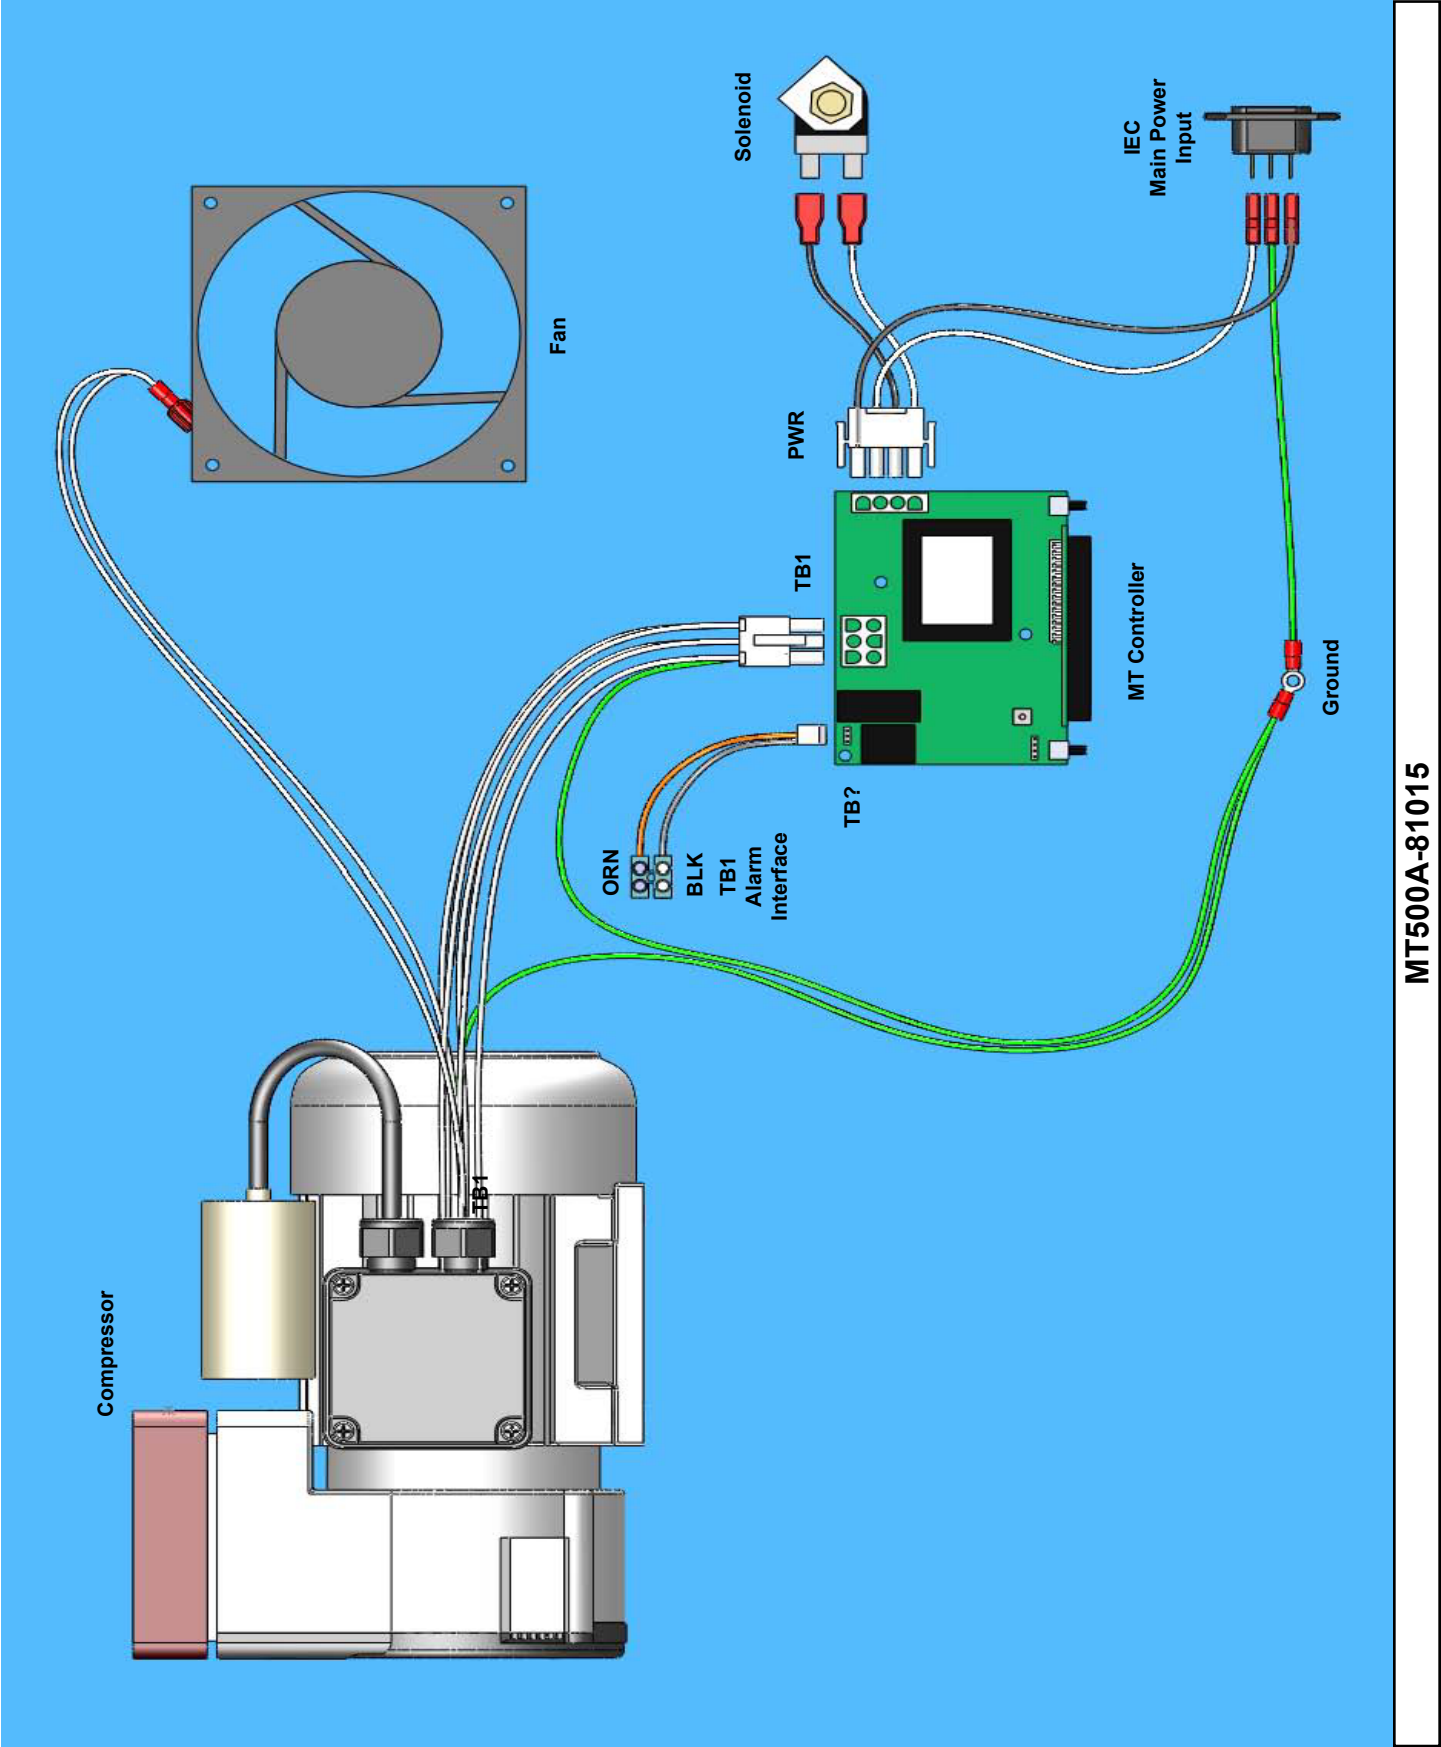 Compressor
TB1
Fan
ORN
BLK
TB1
Alarm
Interface
Solenoid
PWR
TB1
TB?
MT Controller
IEC
Main Power
Input
Ground
MT500A-81015